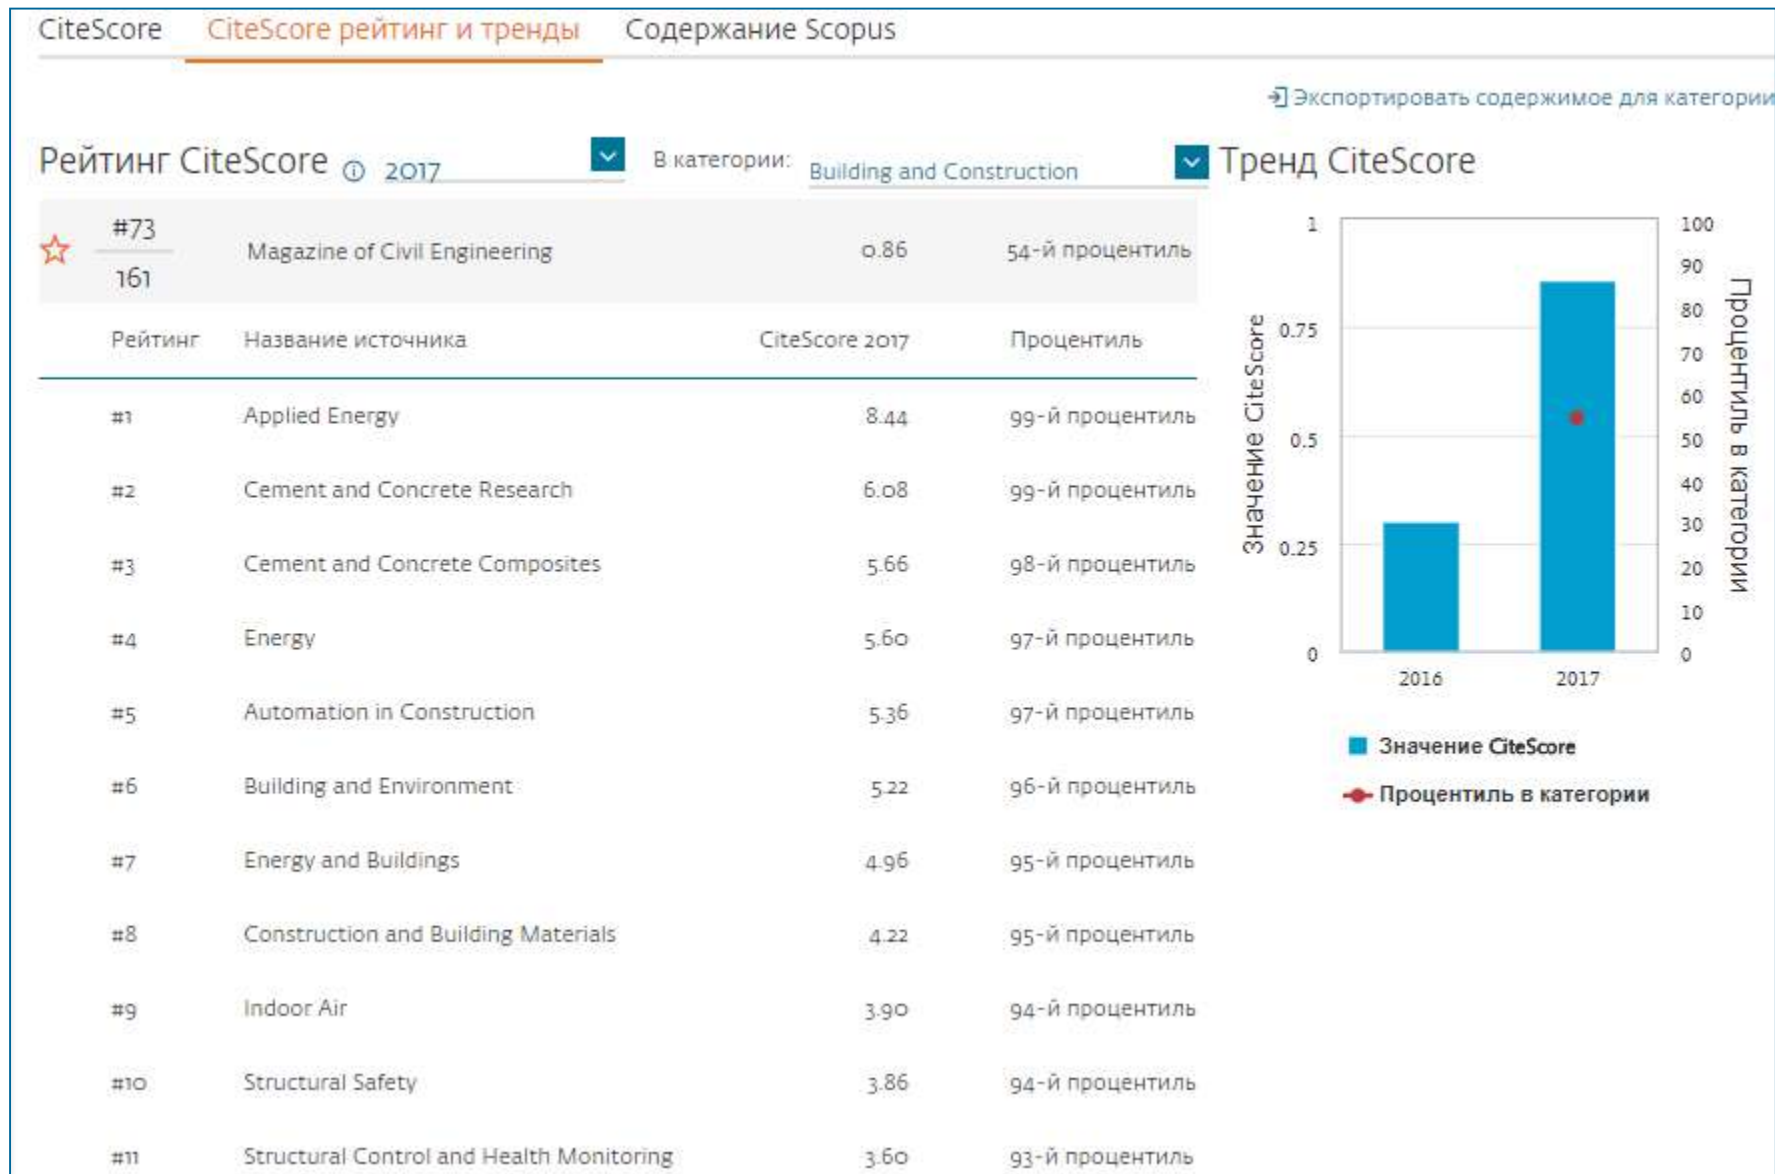 CiteScore CiteScore рейтинг и тренды Содержание Scopus
Экспортировать содержимое для категории
Рейтинг CiteScore 2017 В категории: Building and Construction
#73
161
Magazine of Civil Engineering 0.86 54-й процентиль
Рейтинг Название источника CiteScore 2017 Процентиль
#1 Applied Energy 8.44 99-й процентиль
#2 Cement and Concrete Research 6.08 99-й процентиль
#3 Cement and Concrete Composites 5.66 98-й процентиль
#4 Energy 5.60 97-й процентиль
#5 Automation in Construction 5.36 97-й процентиль
#6 Building and Environment 5.22 96-й процентиль
#7 Energy and Buildings 4.96 95-й процентиль
#8 Construction and Building Materials 4.22 95-й процентиль
#9 Indoor Air 3.90 94-й процентиль
#10 Structural Safety 3.86 94-й процентиль
#11 Structural Control and Health Monitoring 3.60 93-й процентиль
Тренд CiteScore
Значение CiteScore
1
0.75
0.5
0.25
0
100
90
80
70
60
50
40
30
20
10
0
Процентиль в категории
2016 2017
Значение CiteScore
Процентиль в категории